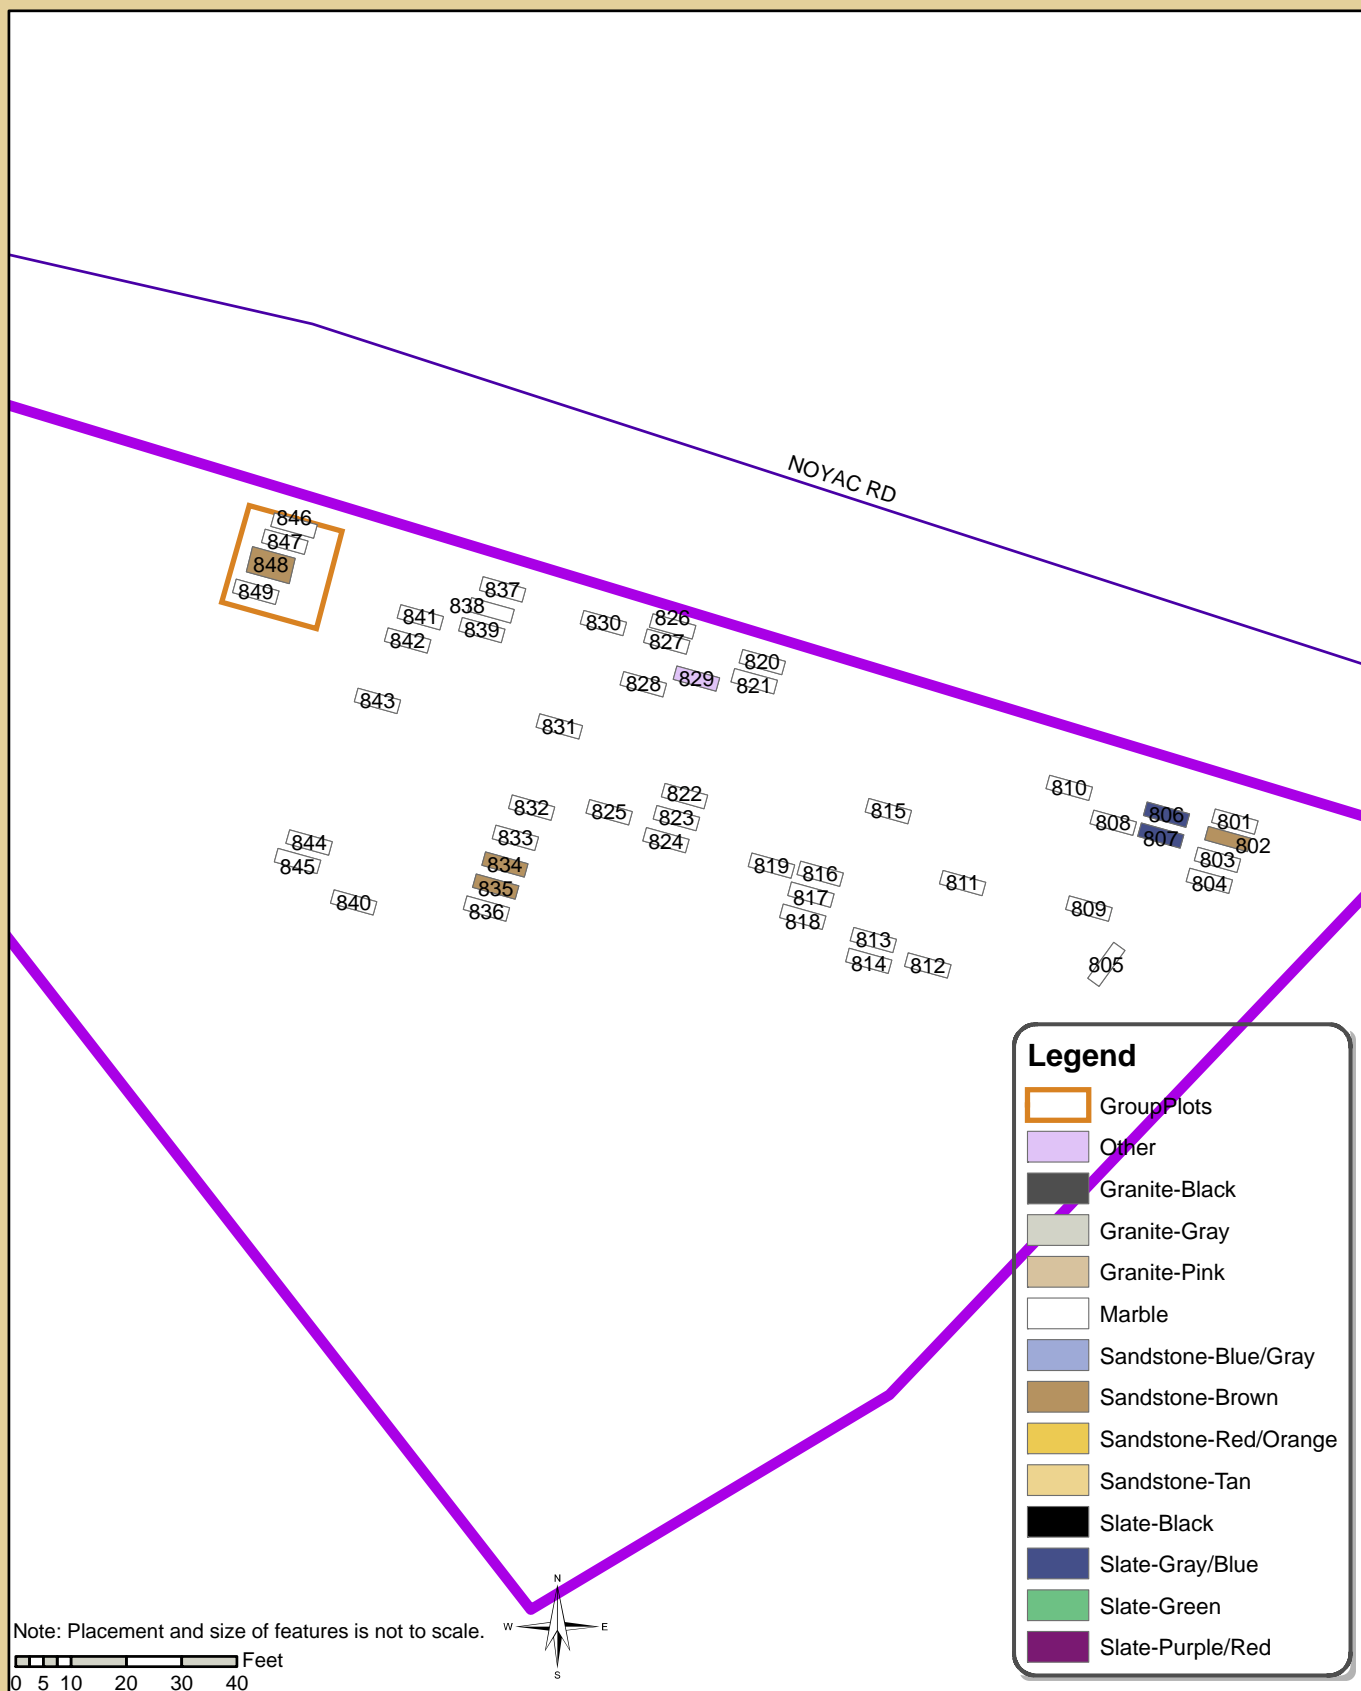 NOYAC RD
846
847
848
849
837
838
839
841
842
830
826
827
820
821
828
829
843
831
810
806
801
808
807
802
803
804
822
823
824
825
832
833
834
835
836
815
844
845
840
819
816
817
818
811
809
813
814
812
805
Legend
GroupPlots
Other
Granite-Black
Granite-Gray
Granite-Pink
Marble
Sandstone-Blue/Gray
Sandstone-Brown
Sandstone-Red/Orange
Sandstone-Tan
Slate-Black
Slate-Gray/Blue
Slate-Green
Slate-Purple/Red
N
W E
S
Note: Placement and size of features is not to scale.
Feet
0 5 10 20 30 40